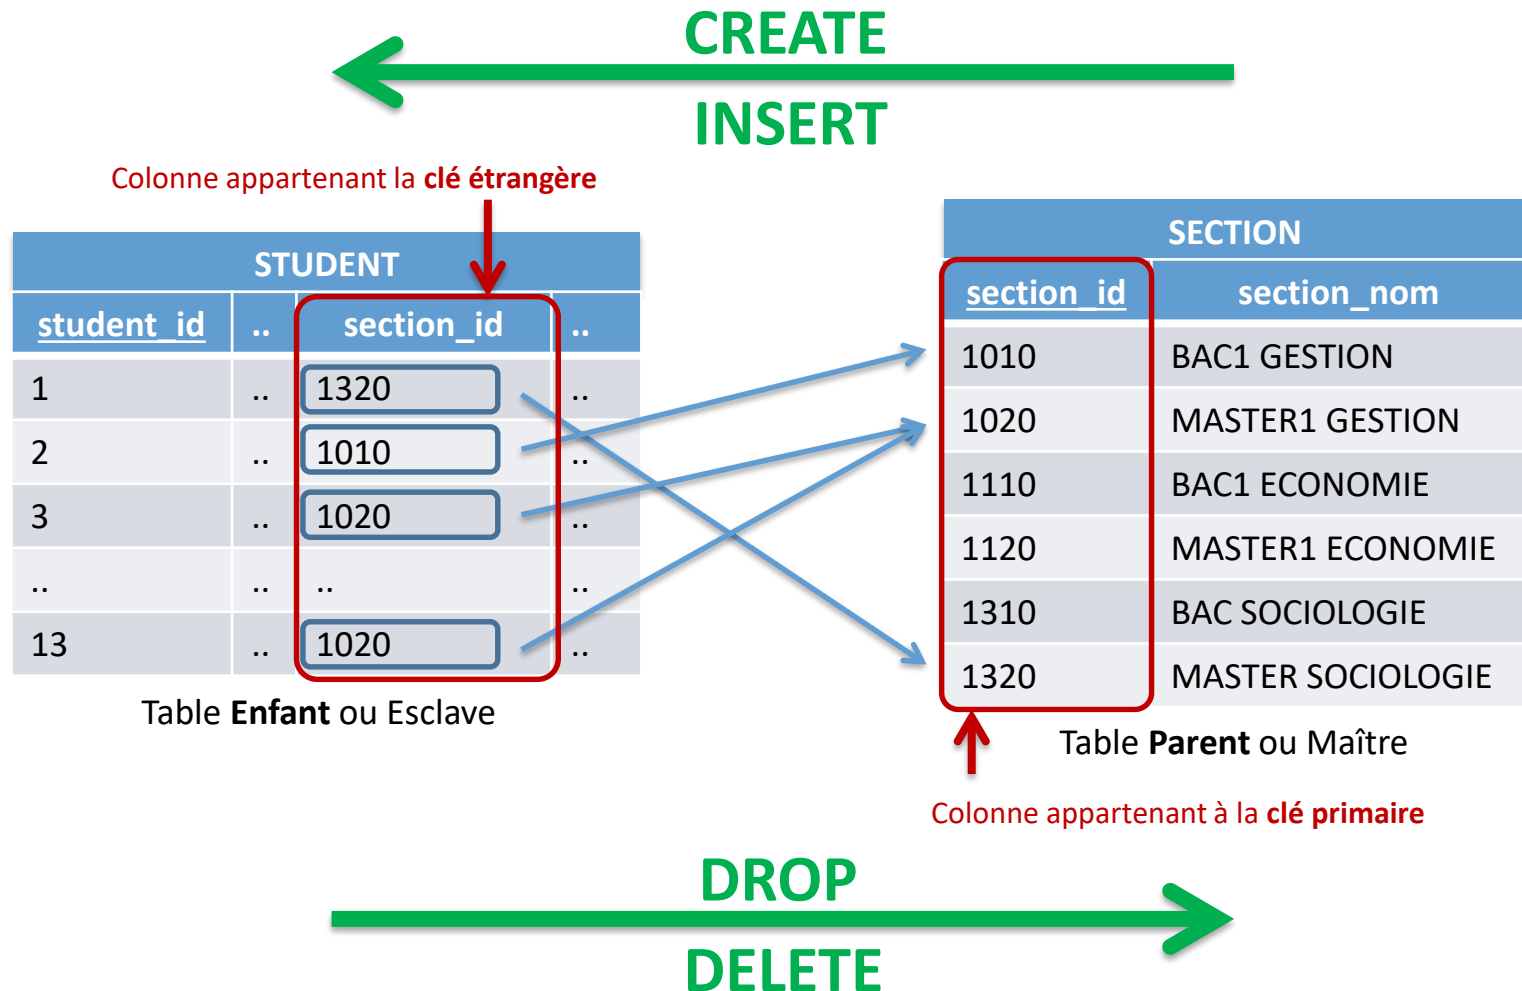 CREATE
INSERT
Colonne appartenant la clé étrangère
STUDENT
student_id .. section_id ..
1 .. 1320 ..
2 .. 1010 ..
3 .. 1020 ..
.. .. .. ..
13 .. 1020 ..
Table Enfant ou Esclave
SECTION
section_id section_nom
1010 BAC1 GESTION
1020 MASTER1 GESTION
1110 BAC1 ECONOMIE
1120 MASTER1 ECONOMIE
1310 BAC SOCIOLOGIE
1320 MASTER SOCIOLOGIE
Table Parent ou Maître
Colonne appartenant à la clé primaire
DROP
DELETE